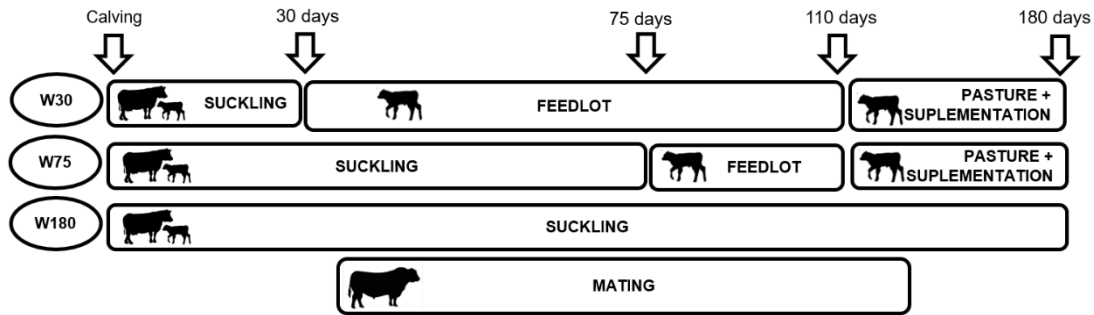 Calving 30 days 75 days 110 days 180 days
W30 SUCKLING FEEDLOT PASTURE +
SUPLEMENTATION
W75 SUCKLING FEEDLOT PASTURE +
SUPLEMENTATION
W180 SUCKLING
MATING